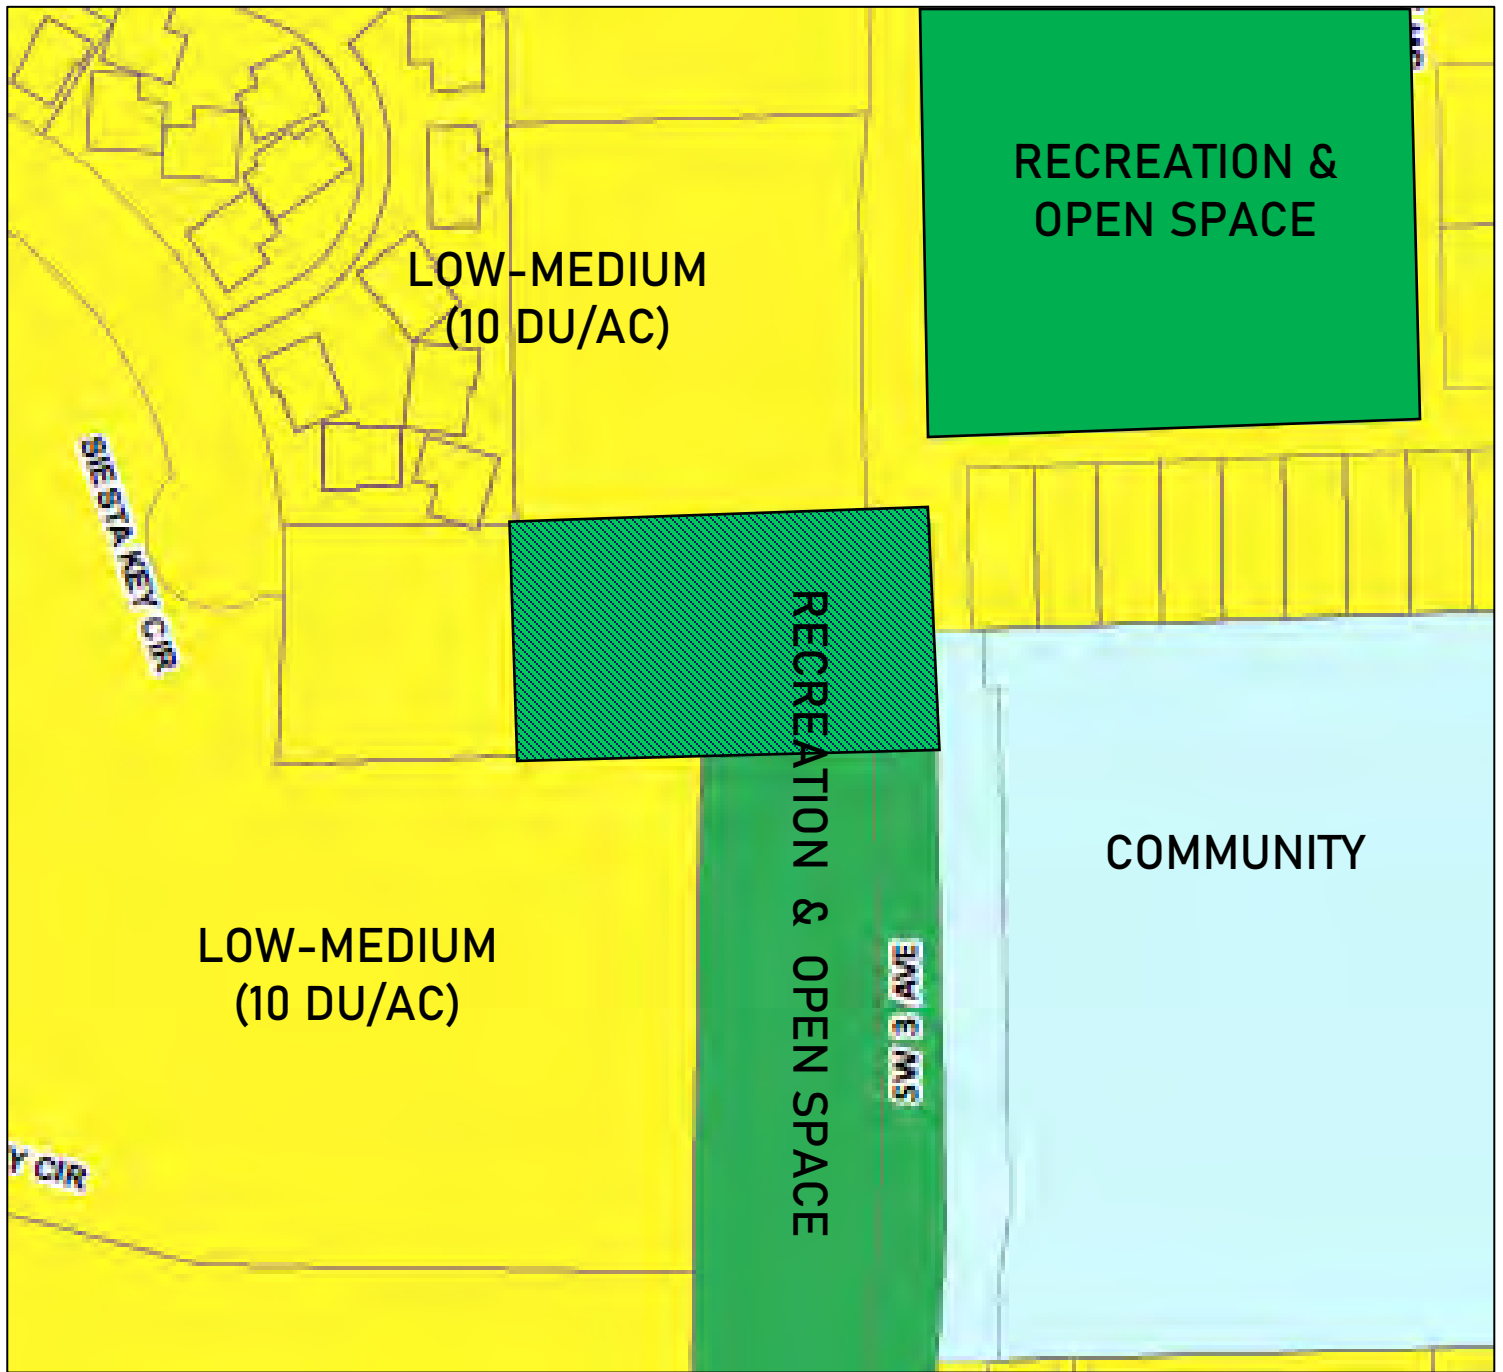 RECREATION &
OPEN SPACE
LOW-MEDIUM
(10 DU/AC)
SIESTA KEY CIR
RECREATION & OPEN SPACE
COMMUNITY
LOW-MEDIUM
(10 DU/AC)
SW 3 AVE
Y CIR